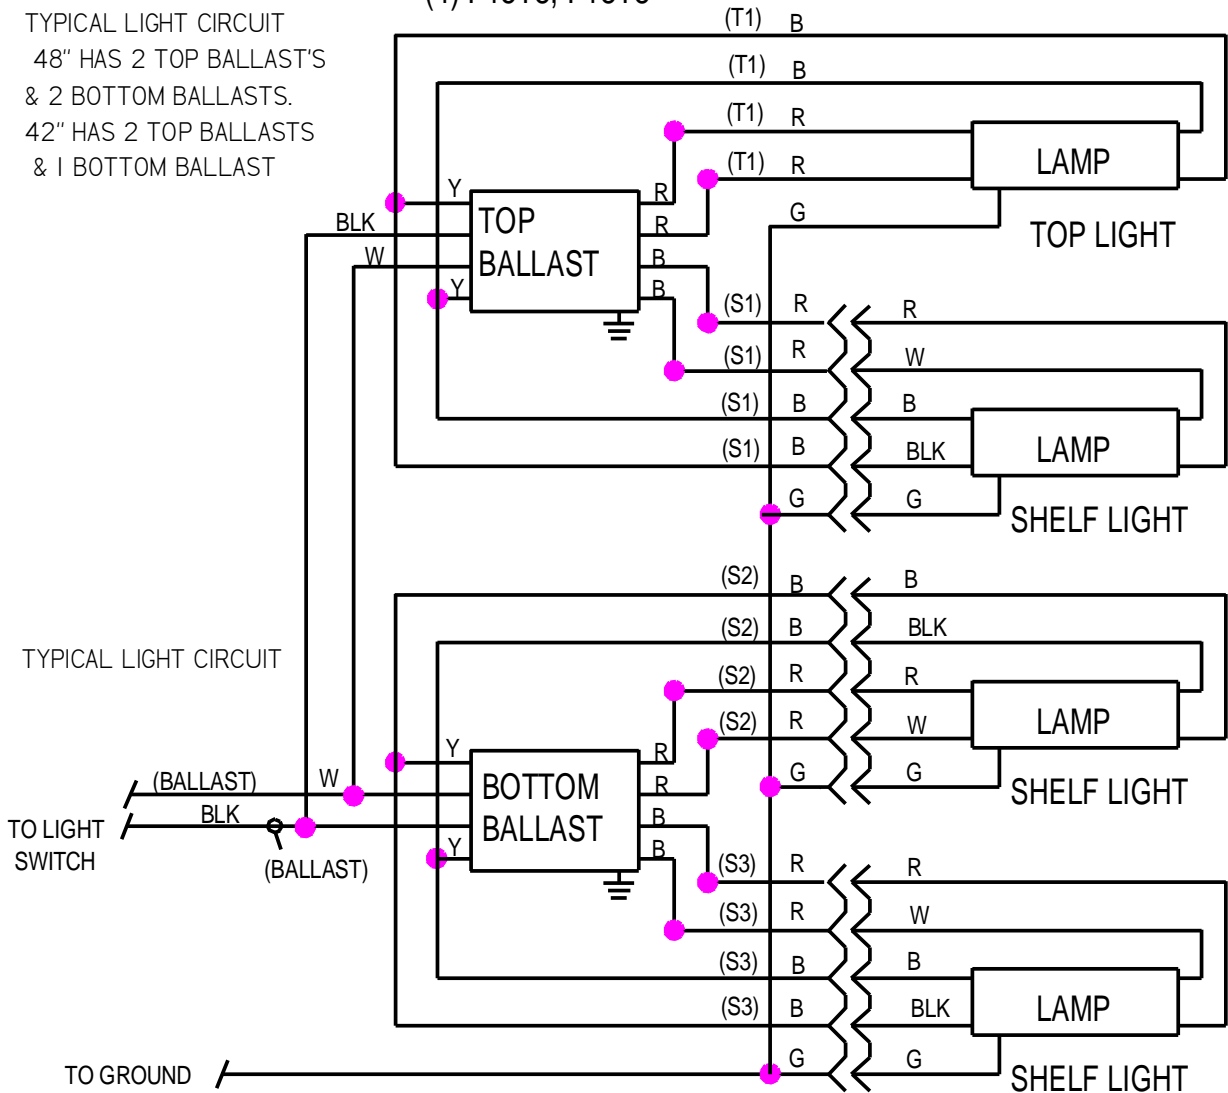 TYPICAL LIGHT CIRCUIT
48" HAS 2 TOP BALLAST'S
& 2 BOTTOM BALLASTS.
42" HAS 2 TOP BALLASTS
& 1 BOTTOM BALLAST
(T1) B
(T1) B
(T1) R
(T1) R
G
LAMP
TOP LIGHT
Y
BLK
W
Y
TOP
BALLAST
R
R
B
B
(S1) R R
(S1) R W
(S1) B B
(S1) B BLK
G G
LAMP
SHELF LIGHT
(S2) B B
(S2) B BLK
(S2) R R
(S2) R W
G G
LAMP
SHELF LIGHT
TYPICAL LIGHT CIRCUIT
Y
(BALLAST) W
BLK
Y
TO LIGHT
SWITCH
(BALLAST)
BOTTOM
BALLAST
R
R
B
B
(S3) R R
(S3) R W
(S3) B B
(S3) B BLK
G G
LAMP
SHELF LIGHT
TO GROUND